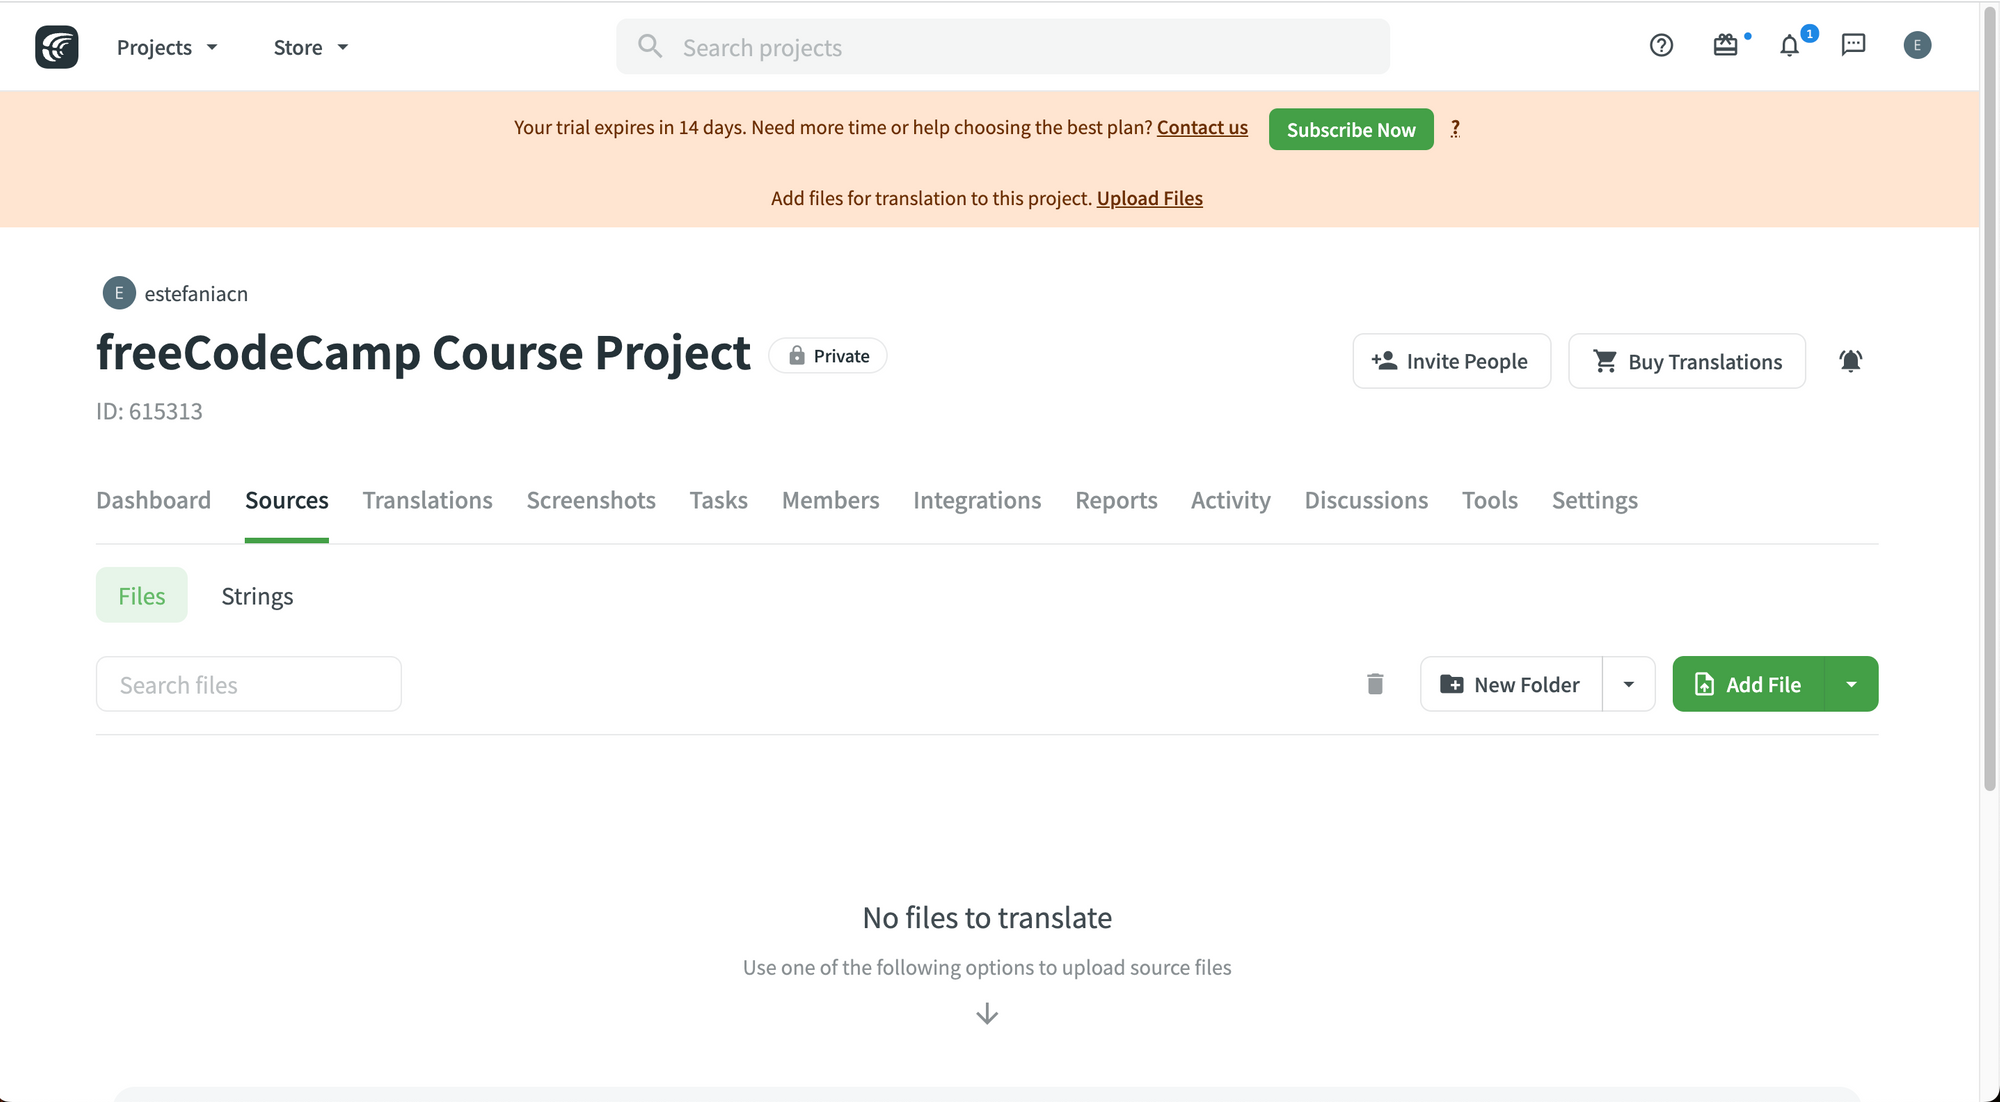 Projects
Store
Search projects
1
E
Your trial expires in 14 days. Need more time or help choosing the best plan? Contact us
Subscribe Now
?
Add files for translation to this project. Upload Files
E
estefaniacn
freeCodeCamp Course Project
Private
ID: 615313
Invite People
Buy Translations
Dashboard
Sources
Translations
Screenshots
Tasks
Members
Integrations
Reports
Activity
Discussions
Tools
Settings
Files
Strings
Search files
New Folder
Add File
No files to translate
Use one of the following options to upload source files